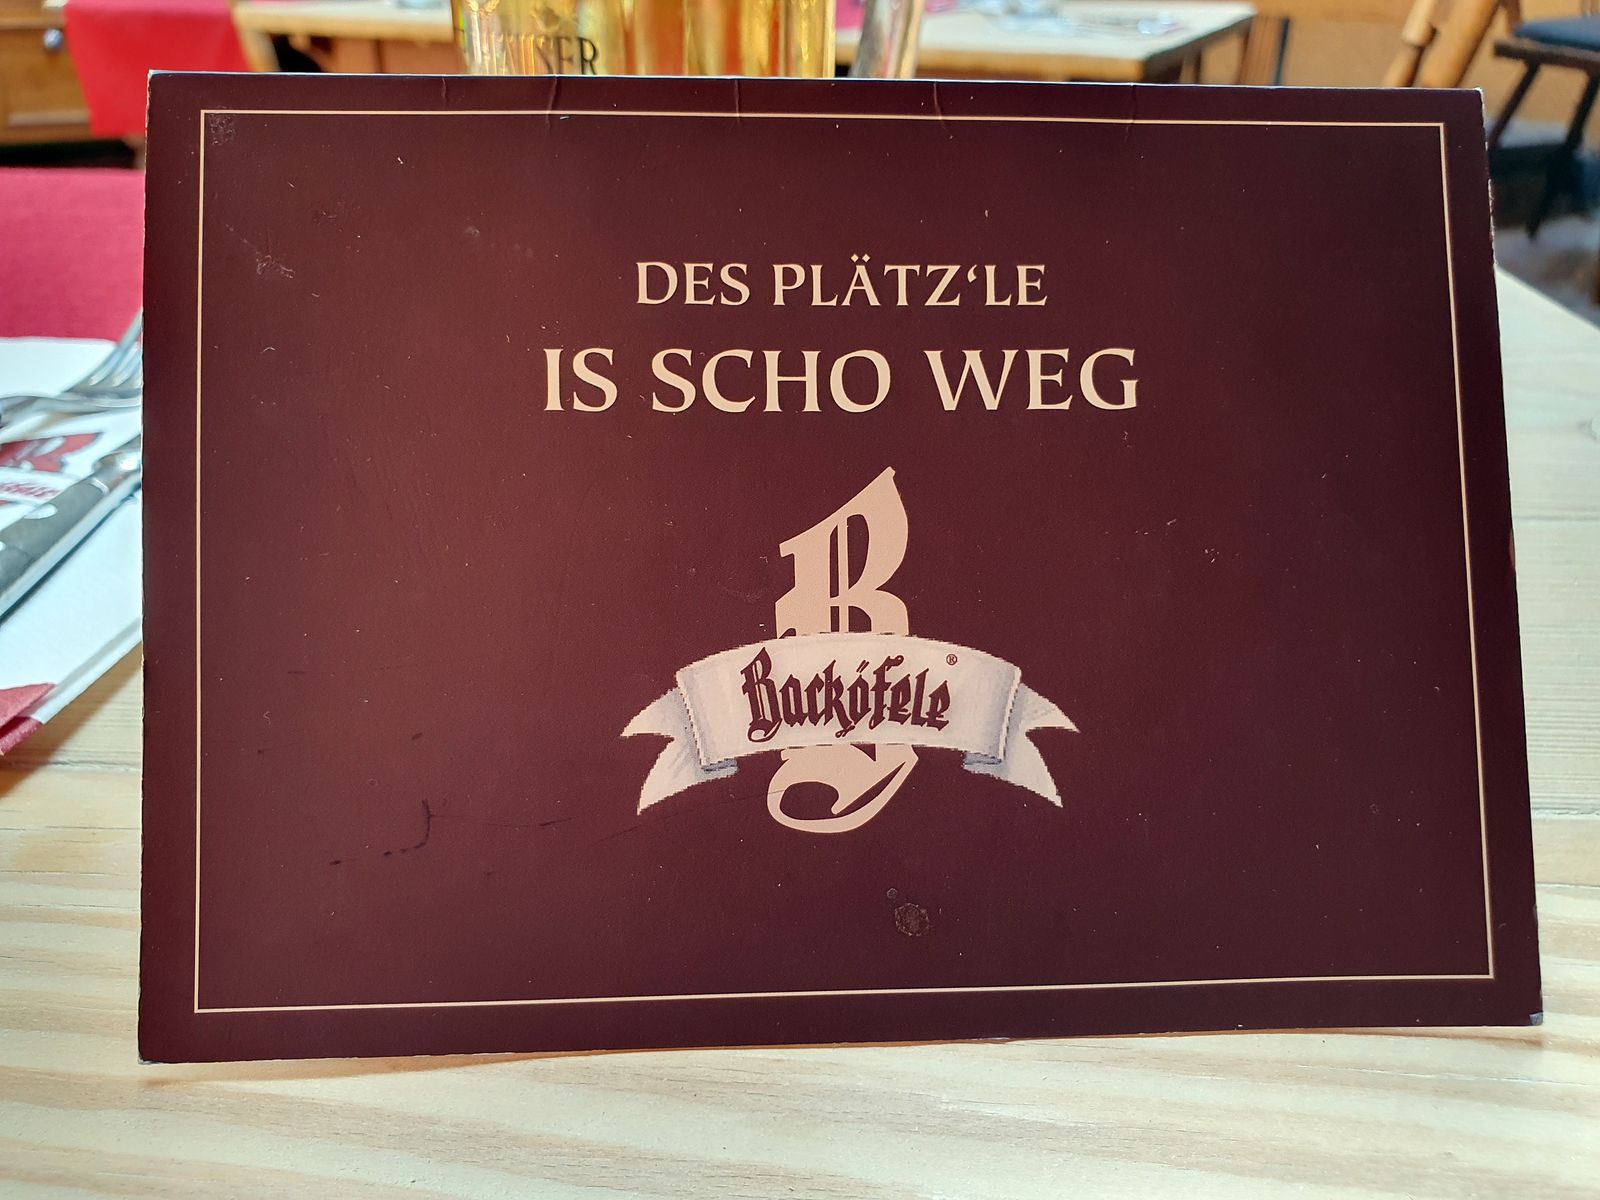 DES PLÄTZ‘LE
IS SCHO WEG
Backöfele®